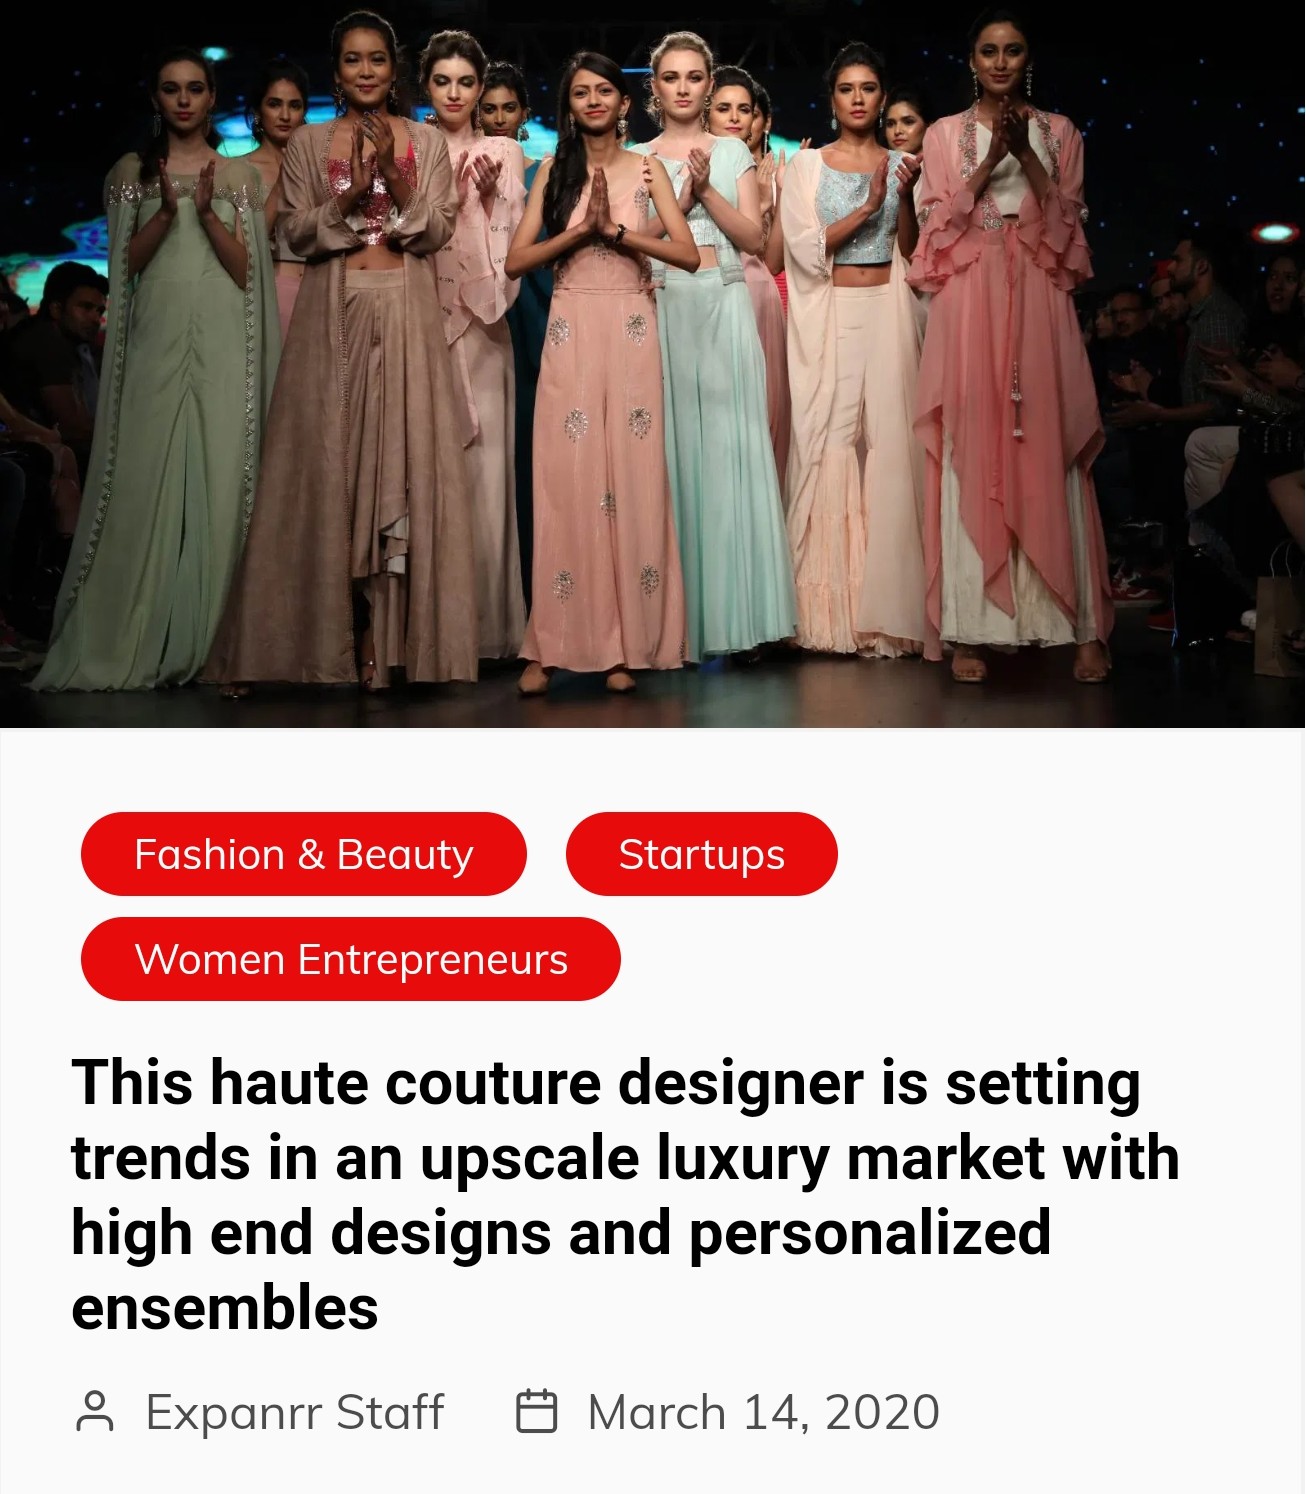 Fashion & Beauty
Startups
Women Entrepreneurs
This haute couture designer is setting
trends in an upscale luxury market with
high end designs and personalized
ensembles
Expanrr Staff
March 14, 2020